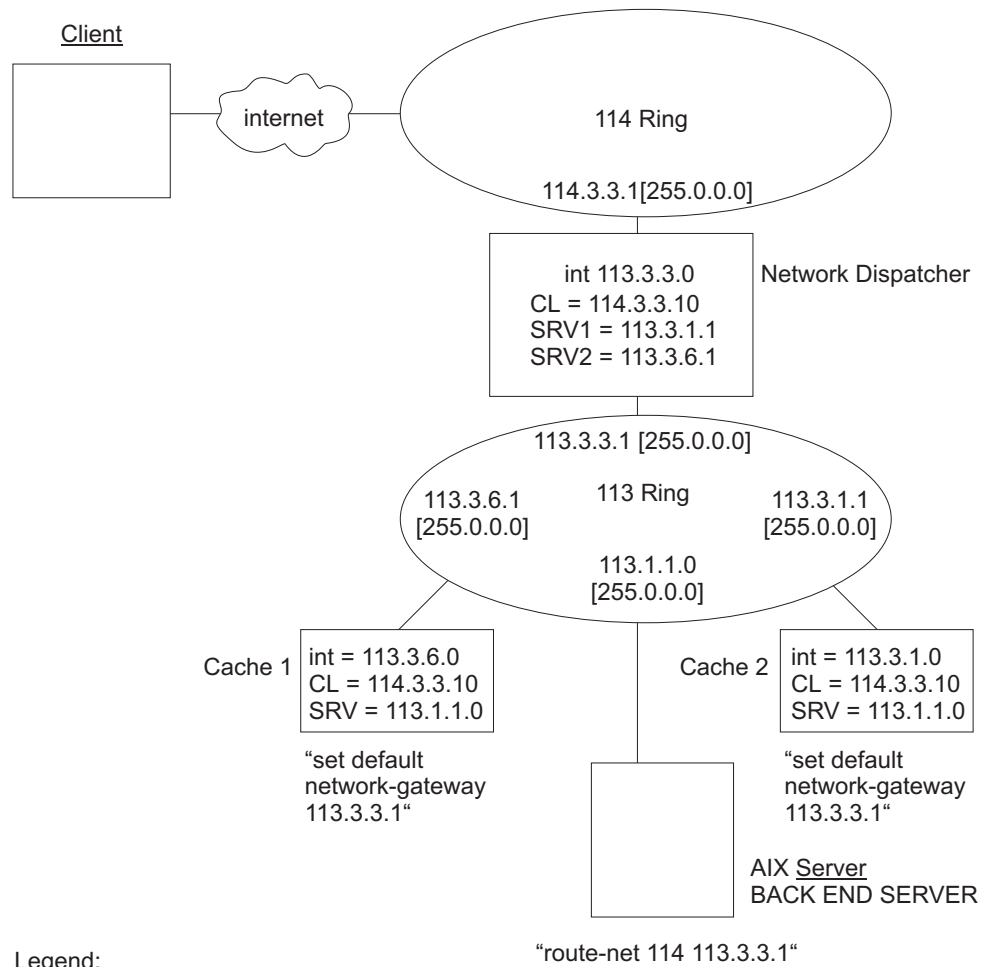 Client
internet
114 Ring
114.3.3.1[255.0.0.0]
int 113.3.3.0
CL = 114.3.3.10
SRV1 = 113.3.1.1
SRV2 = 113.3.6.1
Network Dispatcher
113.3.3.1 [255.0.0.0]
113.3.6.1
[255.0.0.0]
113 Ring
113.3.1.1
[255.0.0.0]
113.1.1.0
[255.0.0.0]
Cache 1
int = 113.3.6.0
CL = 114.3.3.10
SRV = 113.1.1.0
“set default
network-gateway
113.3.3.1“
Cache 2
int = 113.3.1.0
CL = 114.3.3.10
SRV = 113.1.1.0
“set default
network-gateway
113.3.3.1“
AIX Server
BACK END SERVER
“route-net 114 113.3.3.1“
Legend: